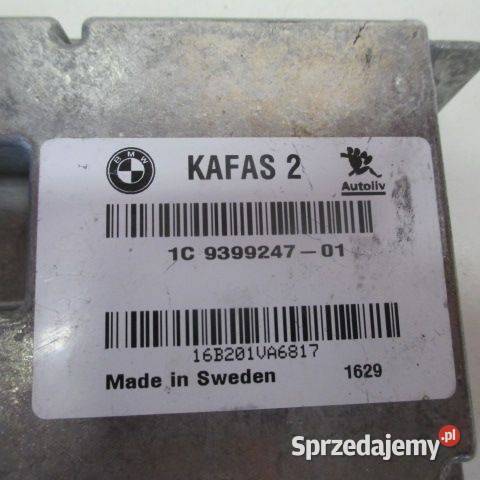 BMW
KAFAS 2
Autoliv
1C 9399247-01
16B201VA6817
Made in Sweden 1629
Sprzedajemy.pl